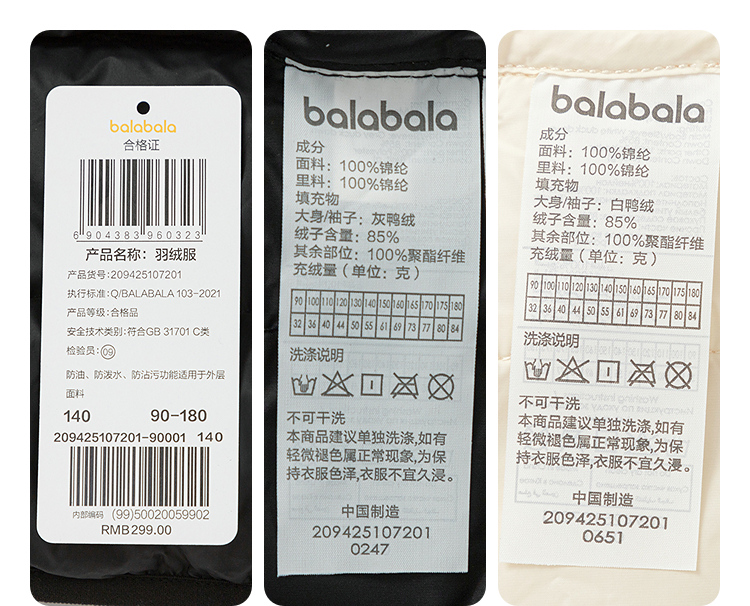 balabala
合格证
6 904383 960323
产品名称：羽绒服
产品货号：209425107201
执行标准：Q/BALABALA 103-2021
产品等级：合格品
安全技术类别：符合GB 31701 C类
检验员：09
防油、防泼水、防沾污功能适用于外层
面料
140 90-180
209425107201-90001 140
内部编码 (99)50020059902
RMB299.00
balabala
成分
面料：100%锦纶
里料：100%锦纶
填充物
大身/袖子：灰鸭绒
绒子含量：85%
其余部位：100%聚酯纤维
充绒量（单位：克）
90 100 110 120 130 140 150 160 165 170 175 180
32 36 40 44 50 55 60 68 72 77 80 84
洗涤说明
不可干洗
本商品建议单独洗涤,如有
轻微褪色属正常现象,为保
持衣服色泽,衣服不宜久浸。
中国制造
209425107201
0247
balabala
成分
面料：100%锦纶
里料：100%锦纶
填充物
大身/袖子：白鸭绒
绒子含量：85%
其余部位：100%聚酯纤维
充绒量（单位：克）
90 100 110 120 130 140 150 160 165 170 175 180
32 36 40 44 50 55 60 68 72 77 80 84
洗涤说明
不可干洗
本商品建议单独洗涤,如有
轻微褪色属正常现象,为保
持衣服色泽,衣服不宜久浸。
中国制造
209425107201
0651